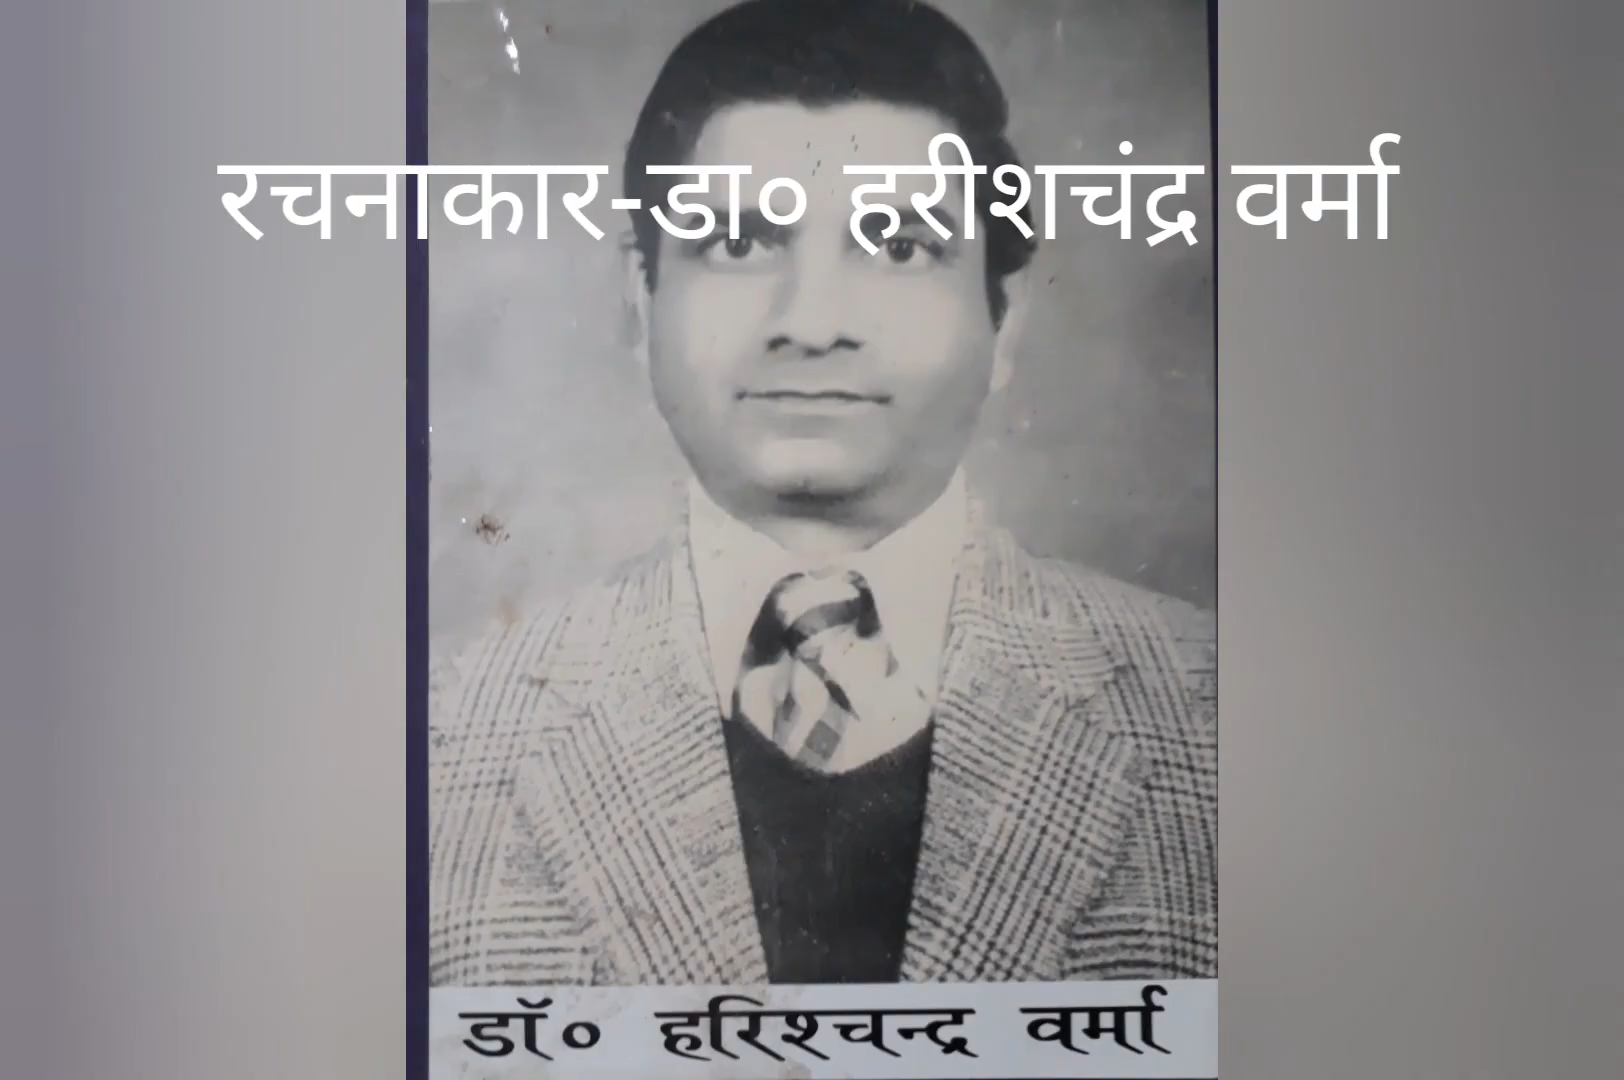 रचनाकार-डा० हरीशचंद्र वर्मा
डॉ० हरिश्चन्द्र वर्मा